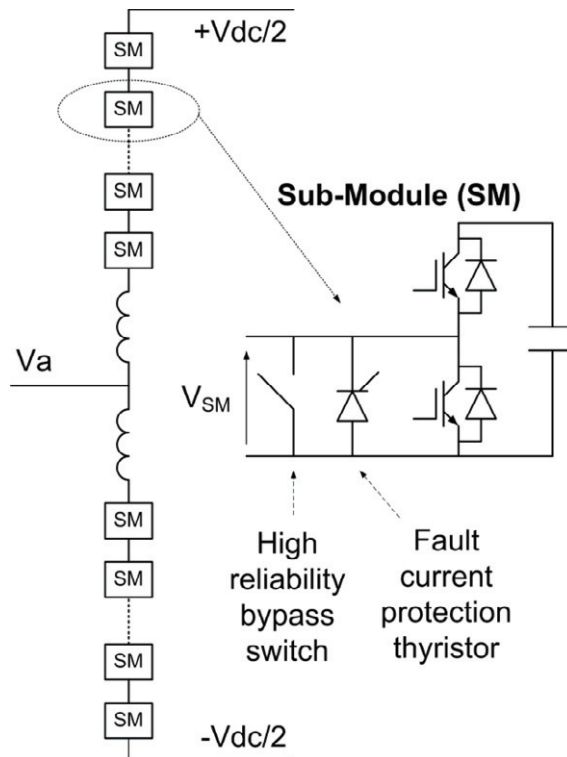 +Vdc/2
SM
SM
SM
SM
Sub-Module (SM)
Va
VSM
SM
SM
SM
SM
-Vdc/2
High
reliability
bypass
switch
Fault
current
protection
thyristor